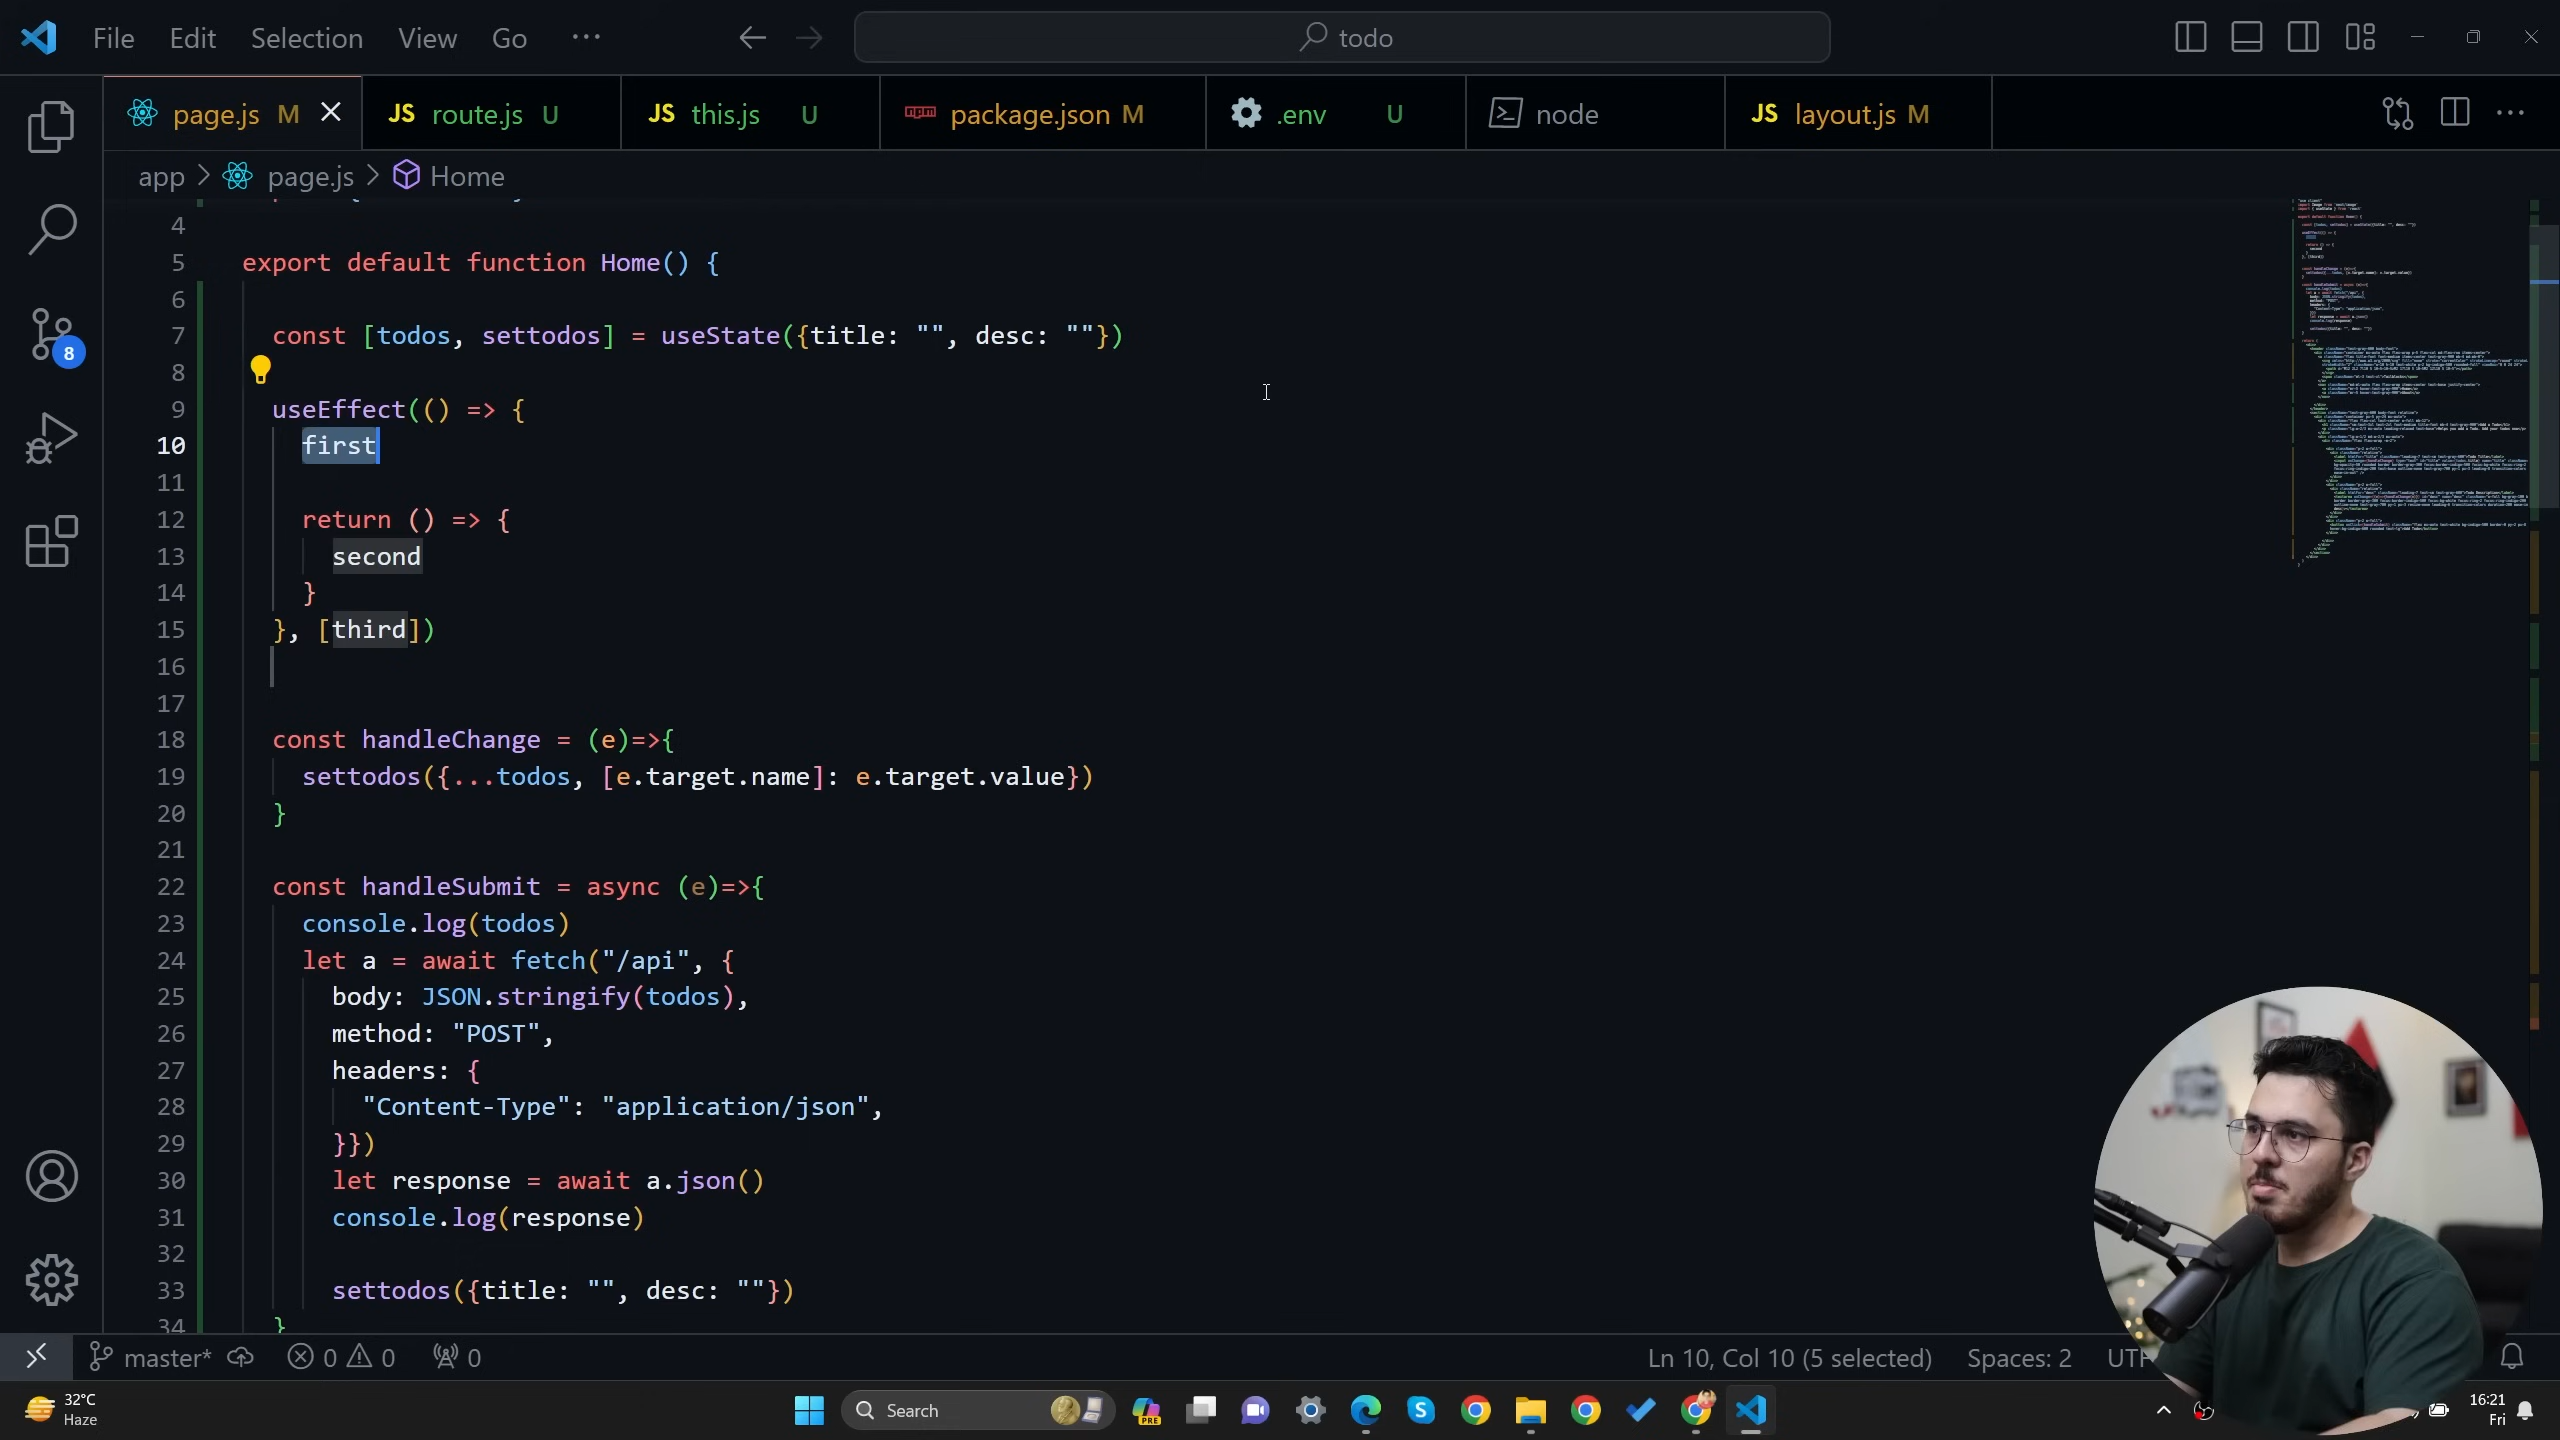 File Edit Selection View Go ··· todo
page.js M JS route.js U JS this.js U package.json M .env U node JS layout.js M
app > page.js > Home
4
5 export default function Home() {
6
7 const [todos, settodos] = useState({title: "", desc: ""})
8
9 useEffect(() => {
10 first
11
12 return () => {
13 second
14 }
15 }, [third])
16
17
18 const handleChange = (e)=>{
19 settodos({...todos, [e.target.name]: e.target.value})
20 }
21
22 const handleSubmit = async (e)=>{
23 console.log(todos)
24 let a = await fetch("/api", {
25 body: JSON.stringify(todos),
26 method: "POST",
27 headers: {
28 "Content-Type": "application/json",
29 }})
30 let response = await a.json()
31 console.log(response)
32
33 settodos({title: "", desc: ""})
34 }
8
master* 0 0 0 Ln 10, Col 10 (5 selected) Spaces: 2
32°C
Haze
Search
PRE
16:21
Fri